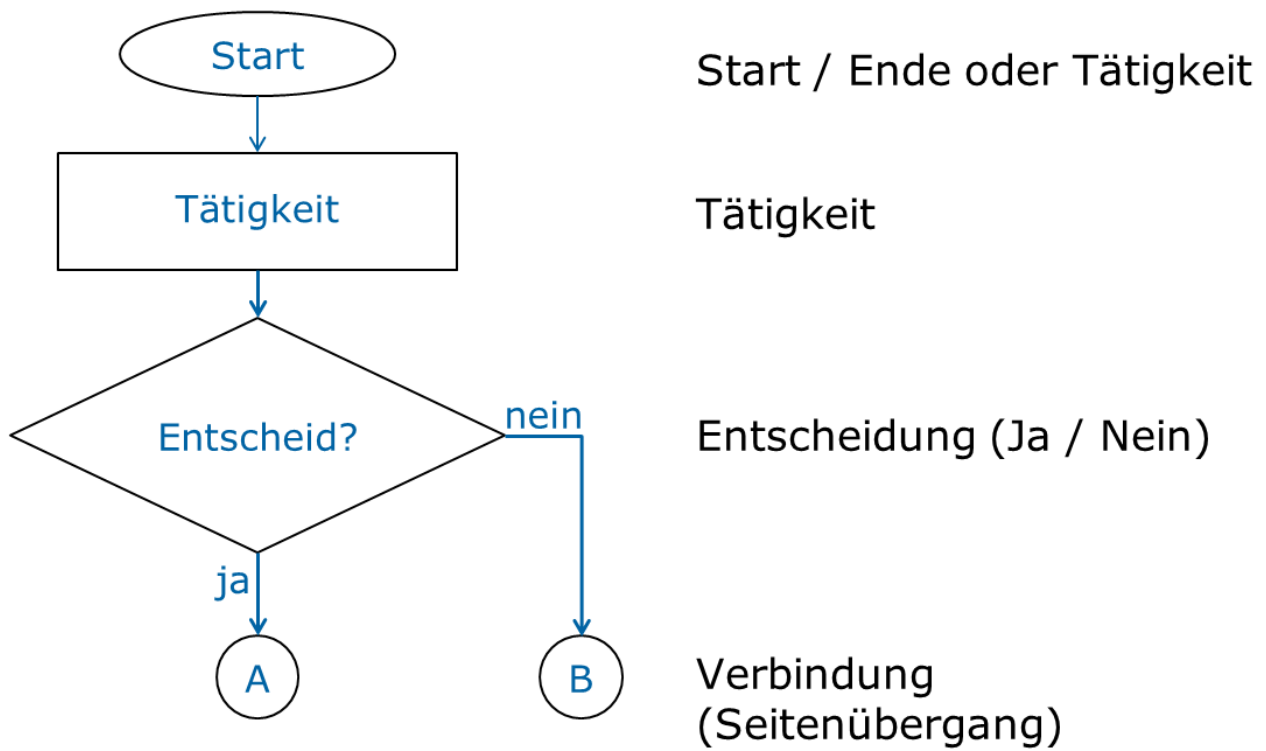 Start
Start / Ende oder Tätigkeit
Tätigkeit
Tätigkeit
nein
Entscheid?
Entscheidung (Ja / Nein)
ja
A
B
Verbindung
(Seitenübergang)